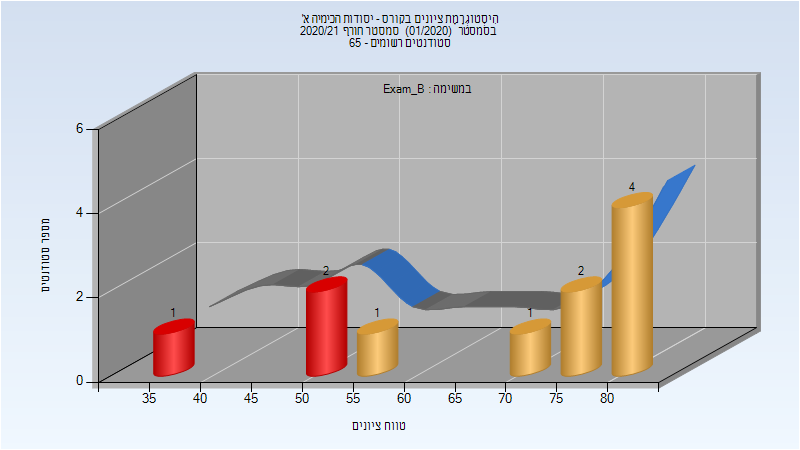 היסטוגרמת ציונים בקורס - יסודות הכימיה א'
בסמסטר (01/2020) סמסטר חורף 2020/21
סטודנטים רשומים - 65
במשימה : Exam_B
מספר סטודנטים
6
4
2
0
1
2
1
1
2
4
35 40 45 50 55 60 65 70 75 80
טווח ציונים